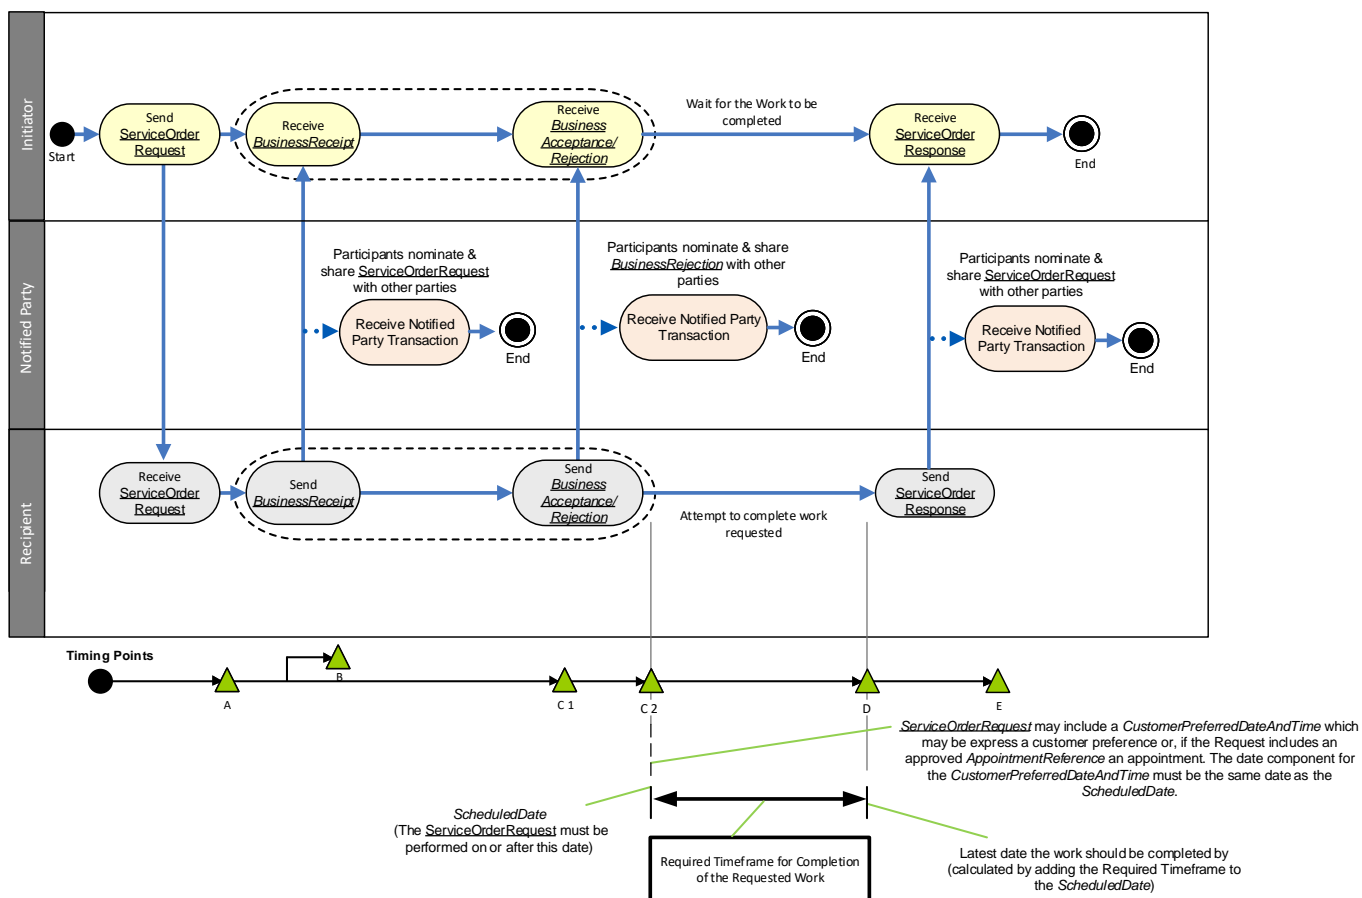 Initiator
Start
Send
ServiceOrder
Request
Receive
BusinessReceipt
Receive
Business
Acceptance/
Rejection
Wait for the Work to be
completed
Receive
ServiceOrder
Response
End
Notified Party
Participants nominate &
share ServiceOrderRequest
with other parties
Receive Notified
Party Transaction
End
Participants nominate & share
BusinessRejection with other
parties
Receive Notified Party
Transaction
End
Participants nominate &
share ServiceOrderRequest
with other parties
Receive Notified
Party Transaction
End
Recipient
Receive
ServiceOrder
Request
Send
BusinessReceipt
Send
Business
Acceptance/
Rejection
Attempt to complete work
requested
Send
ServiceOrder
Response
Timing Points
A
B
C 1
C 2
D
E
ServiceOrderRequest may include a CustomerPreferredDateAndTime which
may be express a customer preference or, if the Request includes an
approved AppointmentReference an appointment. The date component for
the CustomerPreferredDateAndTime must be the same date as the
ScheduledDate.
ScheduledDate
(The ServiceOrderRequest must be
performed on or after this date)
Required Timeframe for Completion
of the Requested Work
Latest date the work should be completed by
(calculated by adding the Required Timeframe to
the ScheduledDate)